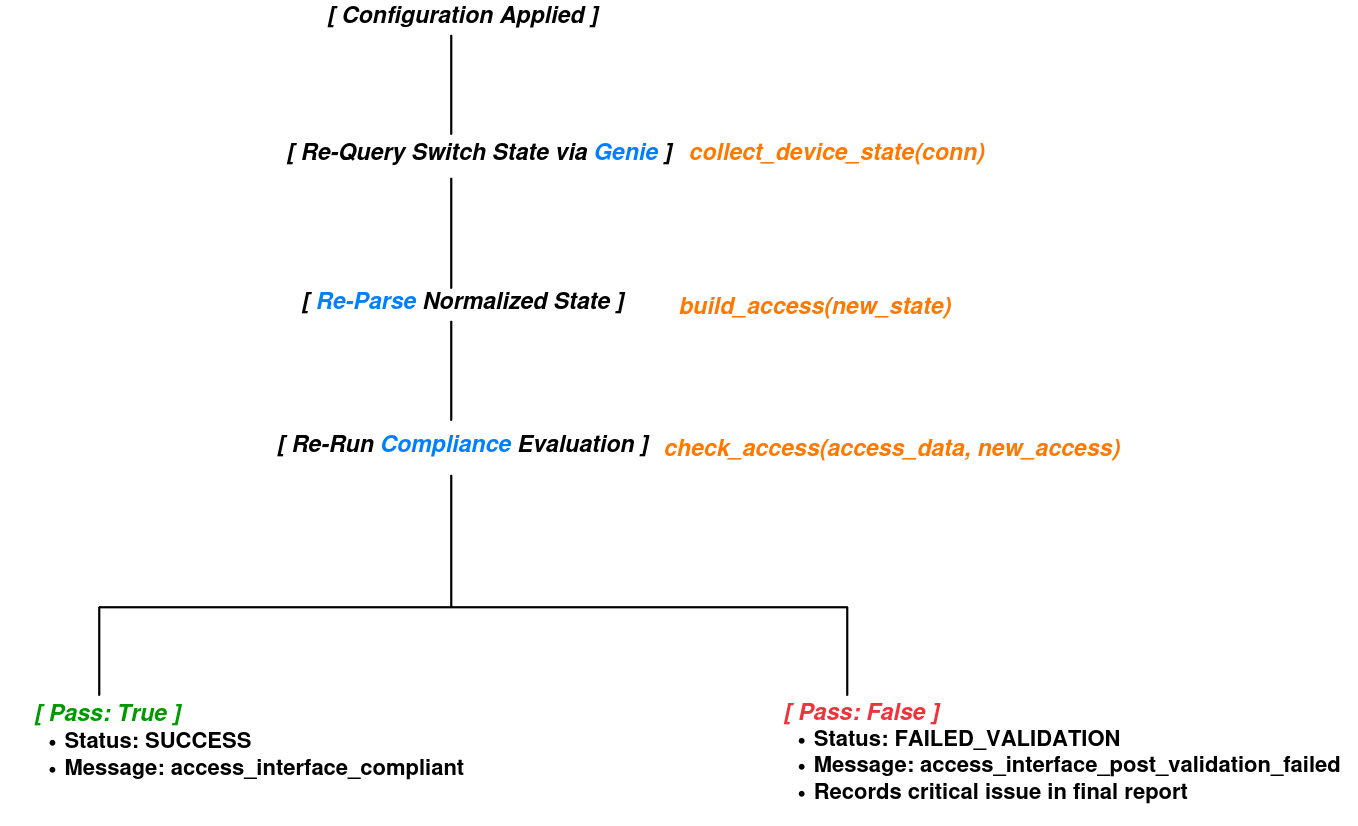 [ Configuration Applied ]
[ Re-Query Switch State via Genie ] collect_device_state(conn)
[ Re-Parse Normalized State ] build_access(new_state)
[ Re-Run Compliance Evaluation ] check_access(access_data, new_access)
[ Pass: True ]
• Status: SUCCESS
• Message: access_interface_compliant
[ Pass: False ]
• Status: FAILED_VALIDATION
• Message: access_interface_post_validation_failed
• Records critical issue in final report